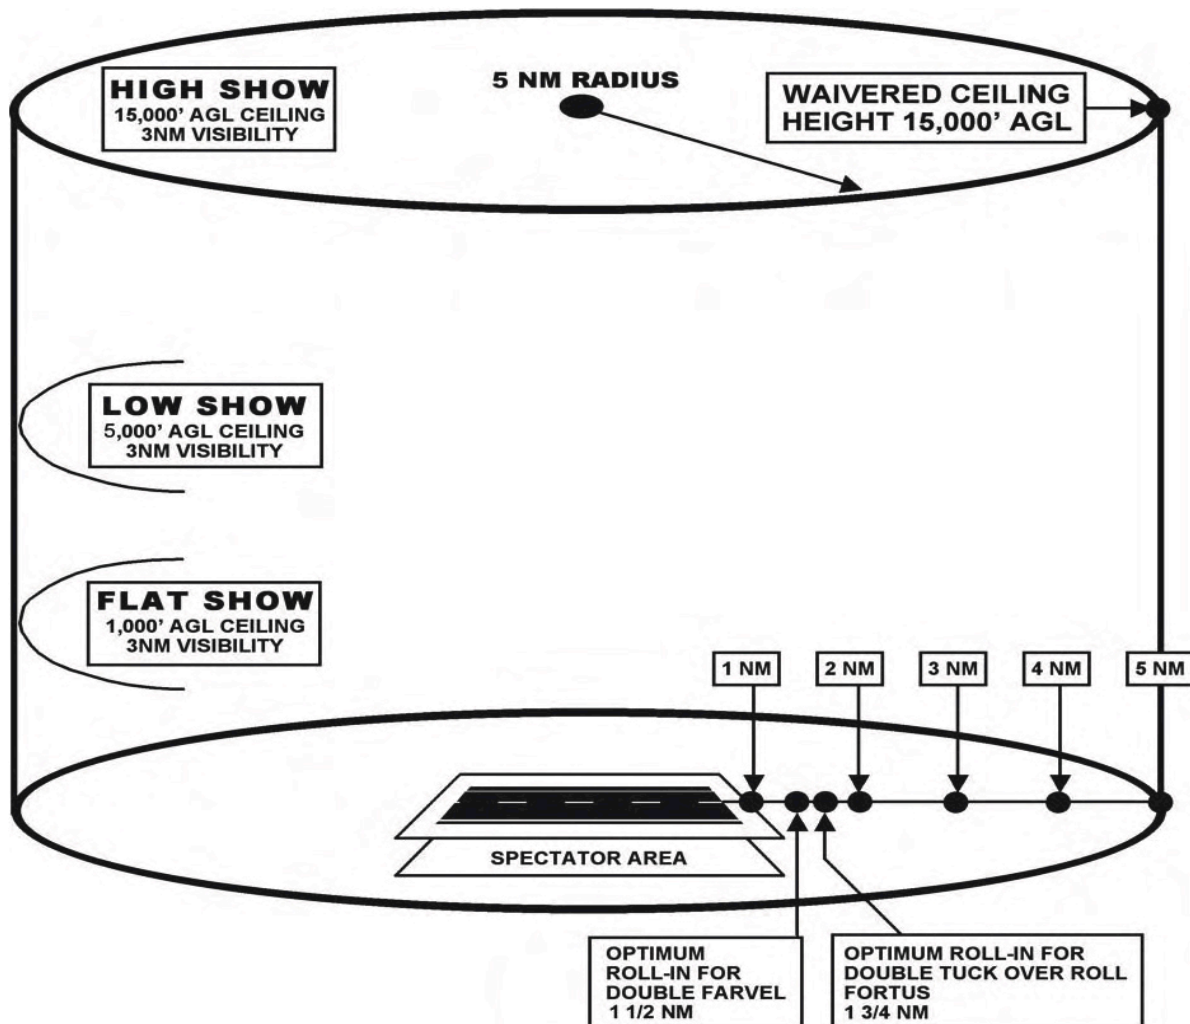 HIGH SHOW
15,000' AGL CEILING
3NM VISIBILITY
5 NM RADIUS
WAIVERED CEILING
HEIGHT 15,000' AGL
LOW SHOW
5,000' AGL CEILING
3NM VISIBILITY
FLAT SHOW
1,000' AGL CEILING
3NM VISIBILITY
1 NM
2 NM
3 NM
4 NM
5 NM
SPECTATOR AREA
OPTIMUM
ROLL-IN FOR
DOUBLE FARVEL
1 1/2 NM
OPTIMUM ROLL-IN FOR
DOUBLE TUCK OVER ROLL
FORTUS
1 3/4 NM